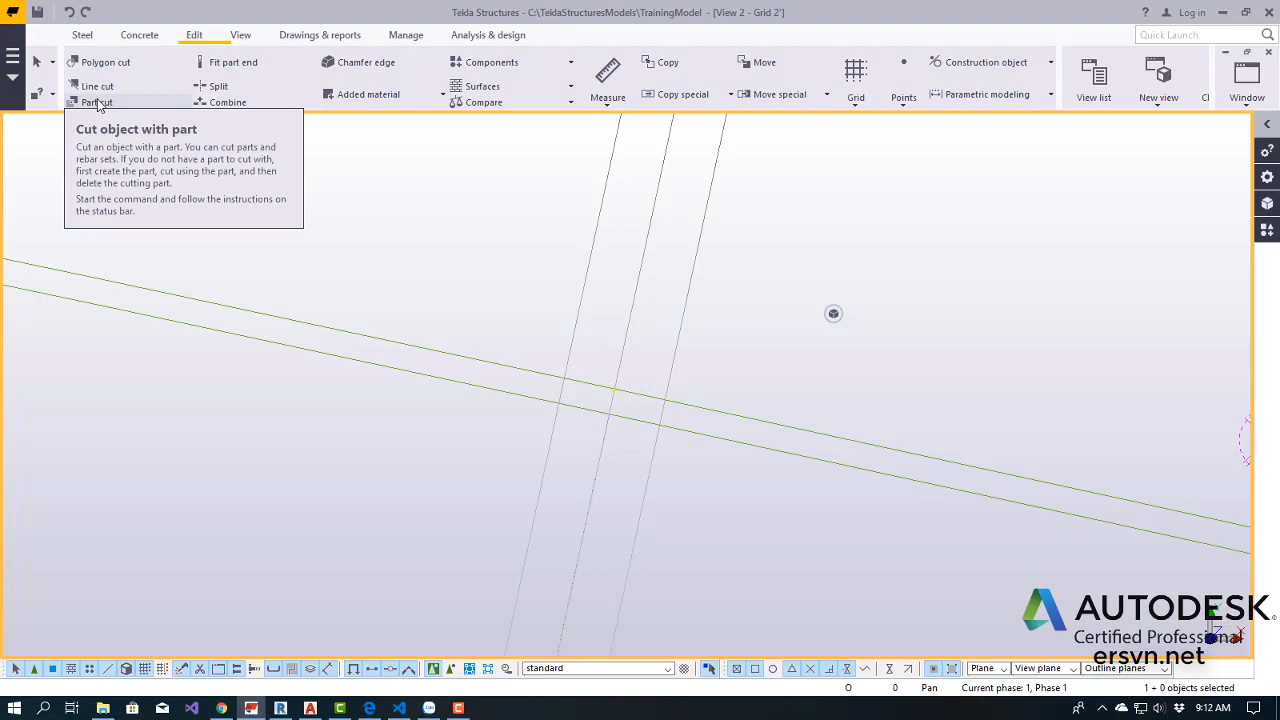 Tekla Structures - C:\TeklaStructuresModels\TrainingModel - [View 2 - Grid 2']
? Log in
Steel Concrete Edit View Drawings & reports Manage Analysis & design Quick Launch
Polygon cut Fit part end Chamfer edge Components Copy Move Construction object
Line cut Split Surfaces Measure Grid Points View list New view Window
Part cut Combine Added material Compare Copy special Move special Parametric modeling
Cut object with part
Cut an object with a part. You can cut parts and
rebar sets. If you do not have a part to cut with,
first create the part, cut using the part, and then
delete the cutting part.
Start the command and follow the instructions on
the status bar.
AUTODESK®
Certified Professional
ersvn.net
standard Plane View plane Outline planes
O 0 Pan Current phase: 1, Phase 1 1 + 0 objects selected
9:12 AM